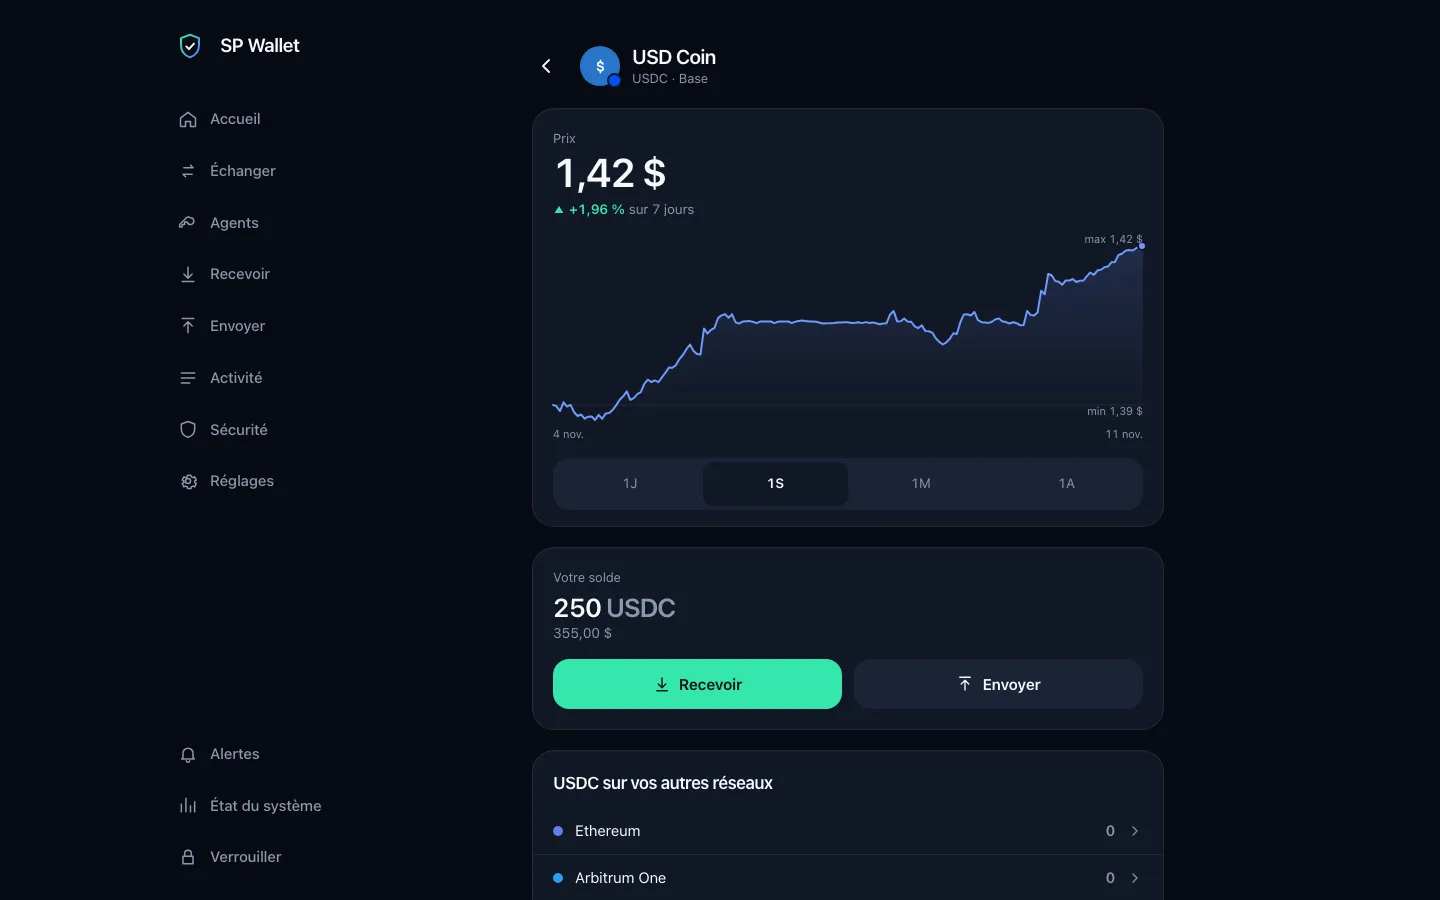 SP Wallet
Accueil
Échanger
Agents
Recevoir
Envoyer
Activité
Sécurité
Réglages
Alertes
État du système
Verrouiller
$
USD Coin
USDC · Base
Prix
1,42 $
▲ +1,96 % sur 7 jours
max 1,42 $
min 1,39 $
4 nov.
11 nov.
1J
1S
1M
1A
Votre solde
250 USDC
355,00 $
Recevoir
Envoyer
USDC sur vos autres réseaux
Ethereum
0
Arbitrum One
0